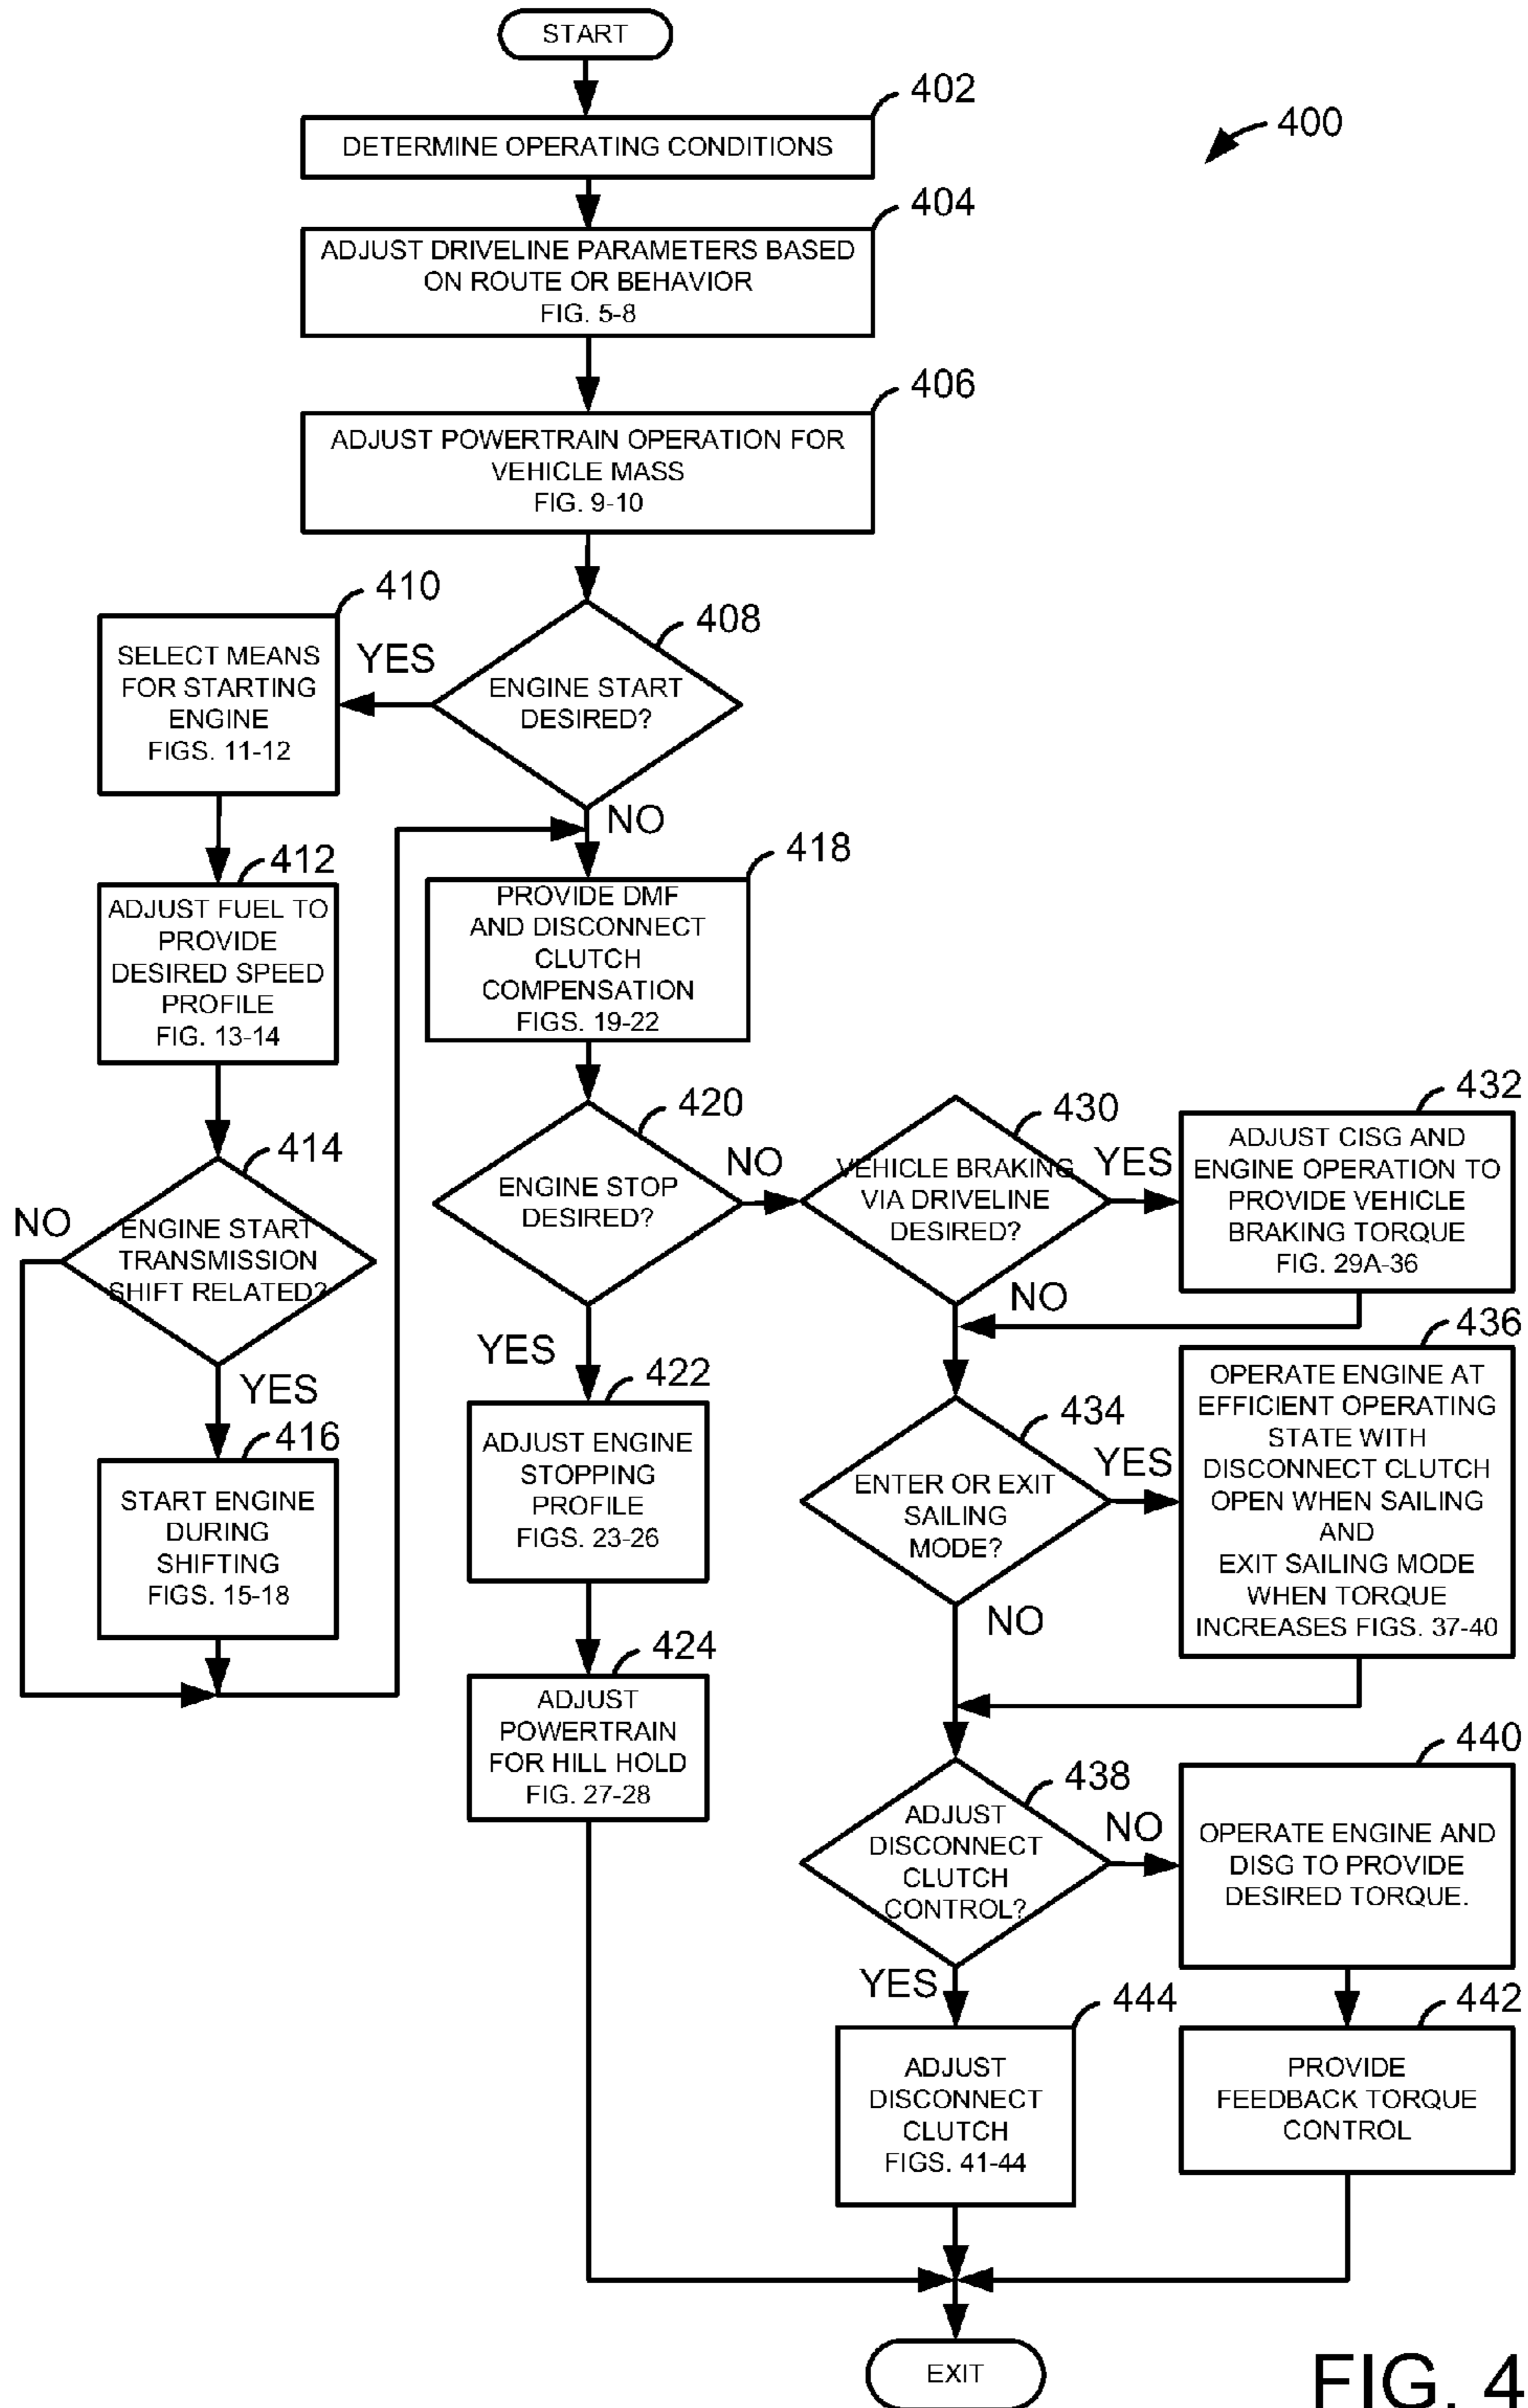 START
402
DETERMINE OPERATING CONDITIONS
400
404
ADJUST DRIVELINE PARAMETERS BASED
ON ROUTE OR BEHAVIOR
FIG. 5-8
406
ADJUST POWERTRAIN OPERATION FOR
VEHICLE MASS
FIG. 9-10
408
ENGINE START
DESIRED?
YES
NO
410
SELECT MEANS
FOR STARTING
ENGINE
FIGS. 11-12
412
ADJUST FUEL TO
PROVIDE
DESIRED SPEED
PROFILE
FIG. 13-14
414
ENGINE START
TRANSMISSION
SHIFT RELATED?
NO
YES
416
START ENGINE
DURING
SHIFTING
FIGS. 15-18
418
PROVIDE DMF
AND DISCONNECT
CLUTCH
COMPENSATION
FIGS. 19-22
420
ENGINE STOP
DESIRED?
NO
YES
422
ADJUST ENGINE
STOPPING
PROFILE
FIGS. 23-26
424
ADJUST
POWERTRAIN
FOR HILL HOLD
FIG. 27-28
430
VEHICLE BRAKING
VIA DRIVELINE
DESIRED?
YES
NO
432
ADJUST CISG AND
ENGINE OPERATION TO
PROVIDE VEHICLE
BRAKING TORQUE
FIG. 29A-36
434
ENTER OR EXIT
SAILING
MODE?
YES
NO
436
OPERATE ENGINE AT
EFFICIENT OPERATING
STATE WITH
DISCONNECT CLUTCH
OPEN WHEN SAILING
AND
EXIT SAILING MODE
WHEN TORQUE
INCREASES FIGS. 37-40
438
ADJUST
DISCONNECT
CLUTCH
CONTROL?
NO
YES
440
OPERATE ENGINE AND
DISG TO PROVIDE
DESIRED TORQUE.
442
PROVIDE
FEEDBACK TORQUE
CONTROL
444
ADJUST
DISCONNECT
CLUTCH
FIGS. 41-44
EXIT
FIG. 4